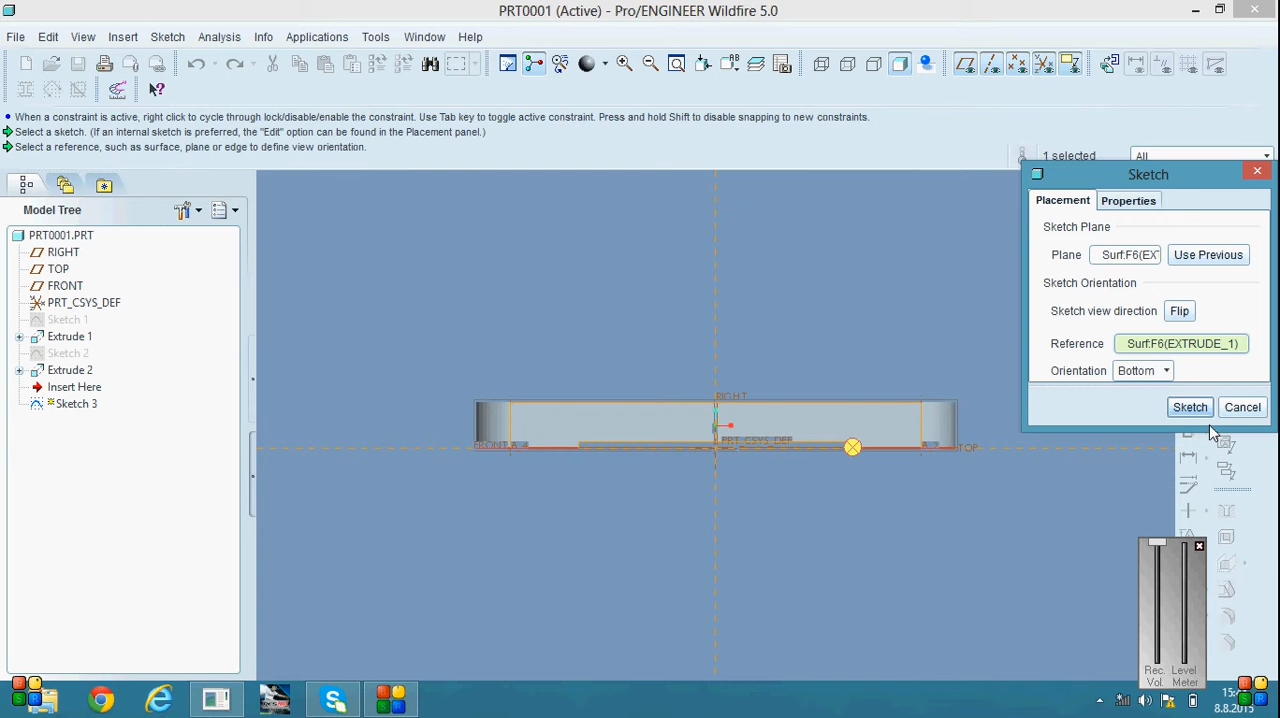 PRT0001 (Active) - Pro/ENGINEER Wildfire 5.0
File Edit View Insert Sketch Analysis Info Applications Tools Window Help
When a constraint is active, right click to cycle through lock/disable/enable the constraint. Use Tab key to toggle active constraint. Press and hold Shift to disable snapping to new constraints.
Select a sketch. (If an internal sketch is preferred, the "Edit" option can be found in the Placement panel.)
Select a reference, such as surface, plane or edge to define view orientation.
1 selected All
Model Tree
PRT0001.PRT
RIGHT
TOP
FRONT
PRT_CSYS_DEF
Sketch 1
Extrude 1
Sketch 2
Extrude 2
Insert Here
Sketch 3
RIGHT
FRONT
PRT_CSYS_DEF
TOP
Sketch
Placement Properties
Sketch Plane
Plane Surf:F6(EXT Use Previous
Sketch Orientation
Sketch view direction Flip
Reference Surf:F6(EXTRUDE_1)
Orientation Bottom
Sketch Cancel
Rec. Level
Vol. Meter
8.8.2015